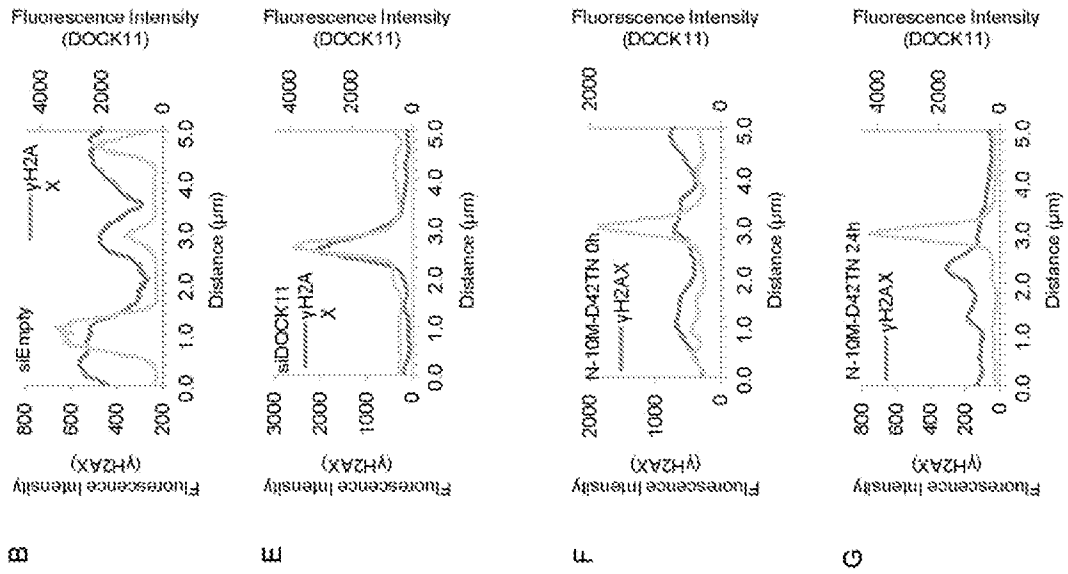 B
Fluorescence Intensity
(γH2AX)
800
600
400
200
siEmpty
γH2A
X
4000
2000
0
Fluorescence Intensity
(DOCK11)
0.0 1.0 2.0 3.0 4.0 5.0
Distance (μm)
E
Fluorescence Intensity
(γH2AX)
3000
2000
1000
0
siDOCK11
γH2A
X
4000
2000
0
Fluorescence Intensity
(DOCK11)
0.0 1.0 2.0 3.0 4.0 5.0
Distance (μm)
F
Fluorescence Intensity
(γH2AX)
2000
1000
0
N-10M-D42TN 0h
γH2AX
2000
0
Fluorescence Intensity
(DOCK11)
0.0 1.0 2.0 3.0 4.0 5.0
Distance (μm)
G
Fluorescence Intensity
(γH2AX)
800
600
400
200
0
N-10M-D42TN 24h
γH2AX
4000
2000
0
Fluorescence Intensity
(DOCK11)
0.0 1.0 2.0 3.0 4.0 5.0
Distance (μm)